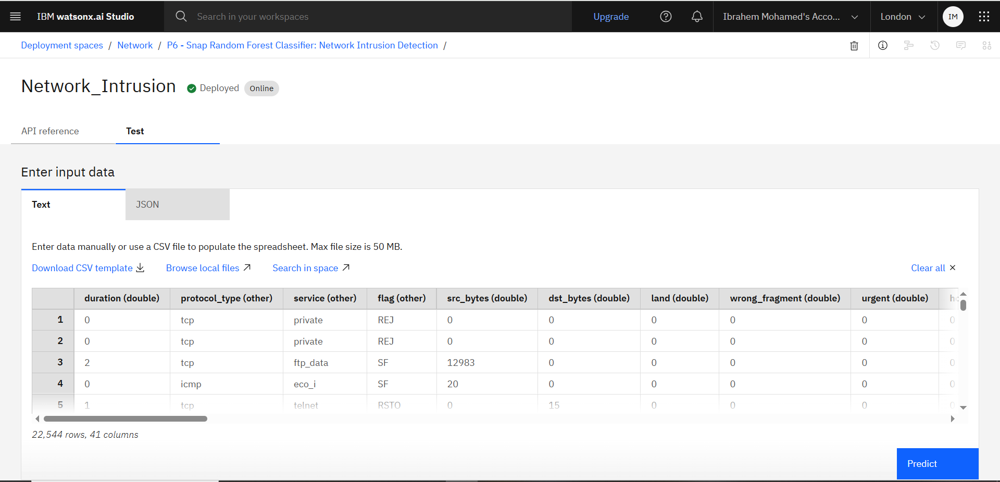 IBM watsonx.ai Studio
Search in your workspaces
Upgrade
Ibrahem Mohamed's Acco...
London
IM
Deployment spaces / Network / P6 - Snap Random Forest Classifier: Network Intrusion Detection /
Network_Intrusion
Deployed
Online
API reference
Test
Enter input data
Text
JSON
Enter data manually or use a CSV file to populate the spreadsheet. Max file size is 50 MB.
Download CSV template
Browse local files
Search in space
Clear all
duration (double) protocol_type (other) service (other) flag (other) src_bytes (double) dst_bytes (double) land (double) wrong_fragment (double) urgent (double)
1 0 tcp private REJ 0 0 0 0 0 0
2 0 tcp private REJ 0 0 0 0 0 0
3 2 tcp ftp_data SF 12983 0 0 0 0 0
4 0 icmp eco_i SF 20 0 0 0 0 0
5 1 tcp telnet RSTO 0 15 0 0 0 0
22,544 rows, 41 columns
Predict